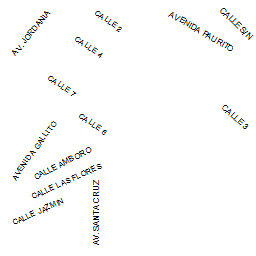 AV. JORDANIA
CALLE 2
AVENIDA PAURITO
CALLE S/N
CALLE 4
CALLE 7
CALLE 3
CALLE 6
AVENIDA GALLITO
CALLE AMBORO
CALLE LAS FLORES
CALLE JAZMIN
AV. SANTA CRUZ